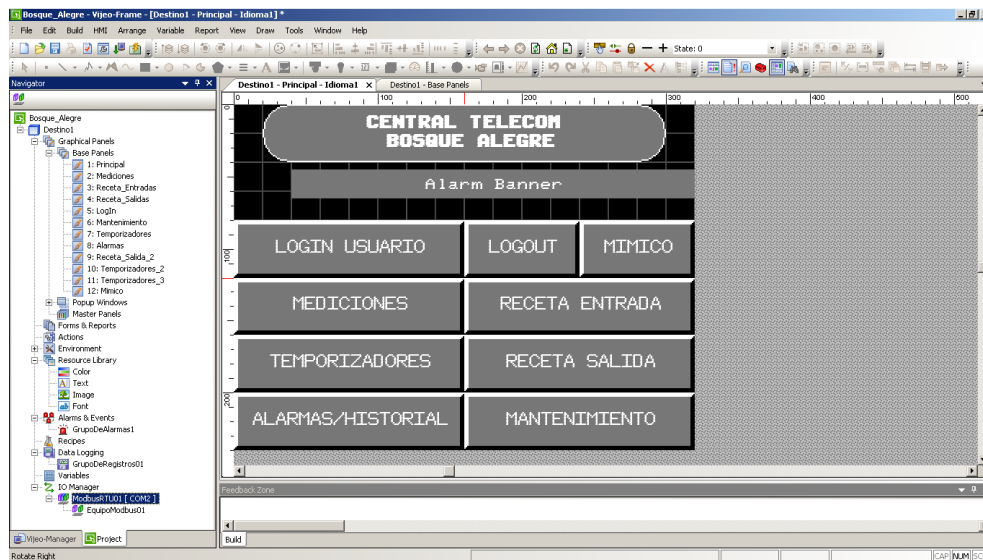 Bosque_Alegre - Vijeo-Frame - [Destino1 - Principal - Idioma1] *
File Edit Build HMI Arrange Variable Report View Draw Tools Window Help
State: 0
Navigator
Destino1 - Principal - Idioma1 X Destino1 - Base Panels
0 100 200 300 400 500
Bosque_Alegre
Destino1
Graphical Panels
Base Panels
1: Principal
2: Mediciones
3: Receta_Entradas
4: Receta_Salidas
5: LogIn
6: Mantenimiento
7: Temporizadores
8: Alarmas
9: Receta_Salida_2
10: Temporizadores_2
11: Temporizadores_3
12: Mimico
Popup Windows
Master Panels
Forms & Reports
Actions
Environment
Resource Library
Color
Text
Image
Font
Alarms & Events
GrupoDeAlarmas1
Recipes
Data Logging
GrupoDeRegistros01
Variables
IO Manager
ModbusRTU01 [ COM2 ]
EquipoModbus01
Vijeo-Manager Project
0
100
200
CENTRAL TELECOM
BOSQUE ALEGRE
Alarm Banner
LOGIN USUARIO LOGOUT MIMICO
MEDICIONES RECETA ENTRADA
TEMPORIZADORES RECETA SALIDA
ALARMAS/HISTORIAL MANTENIMIENTO
Feedback Zone
Build
Rotate Right
CAP NUM SC